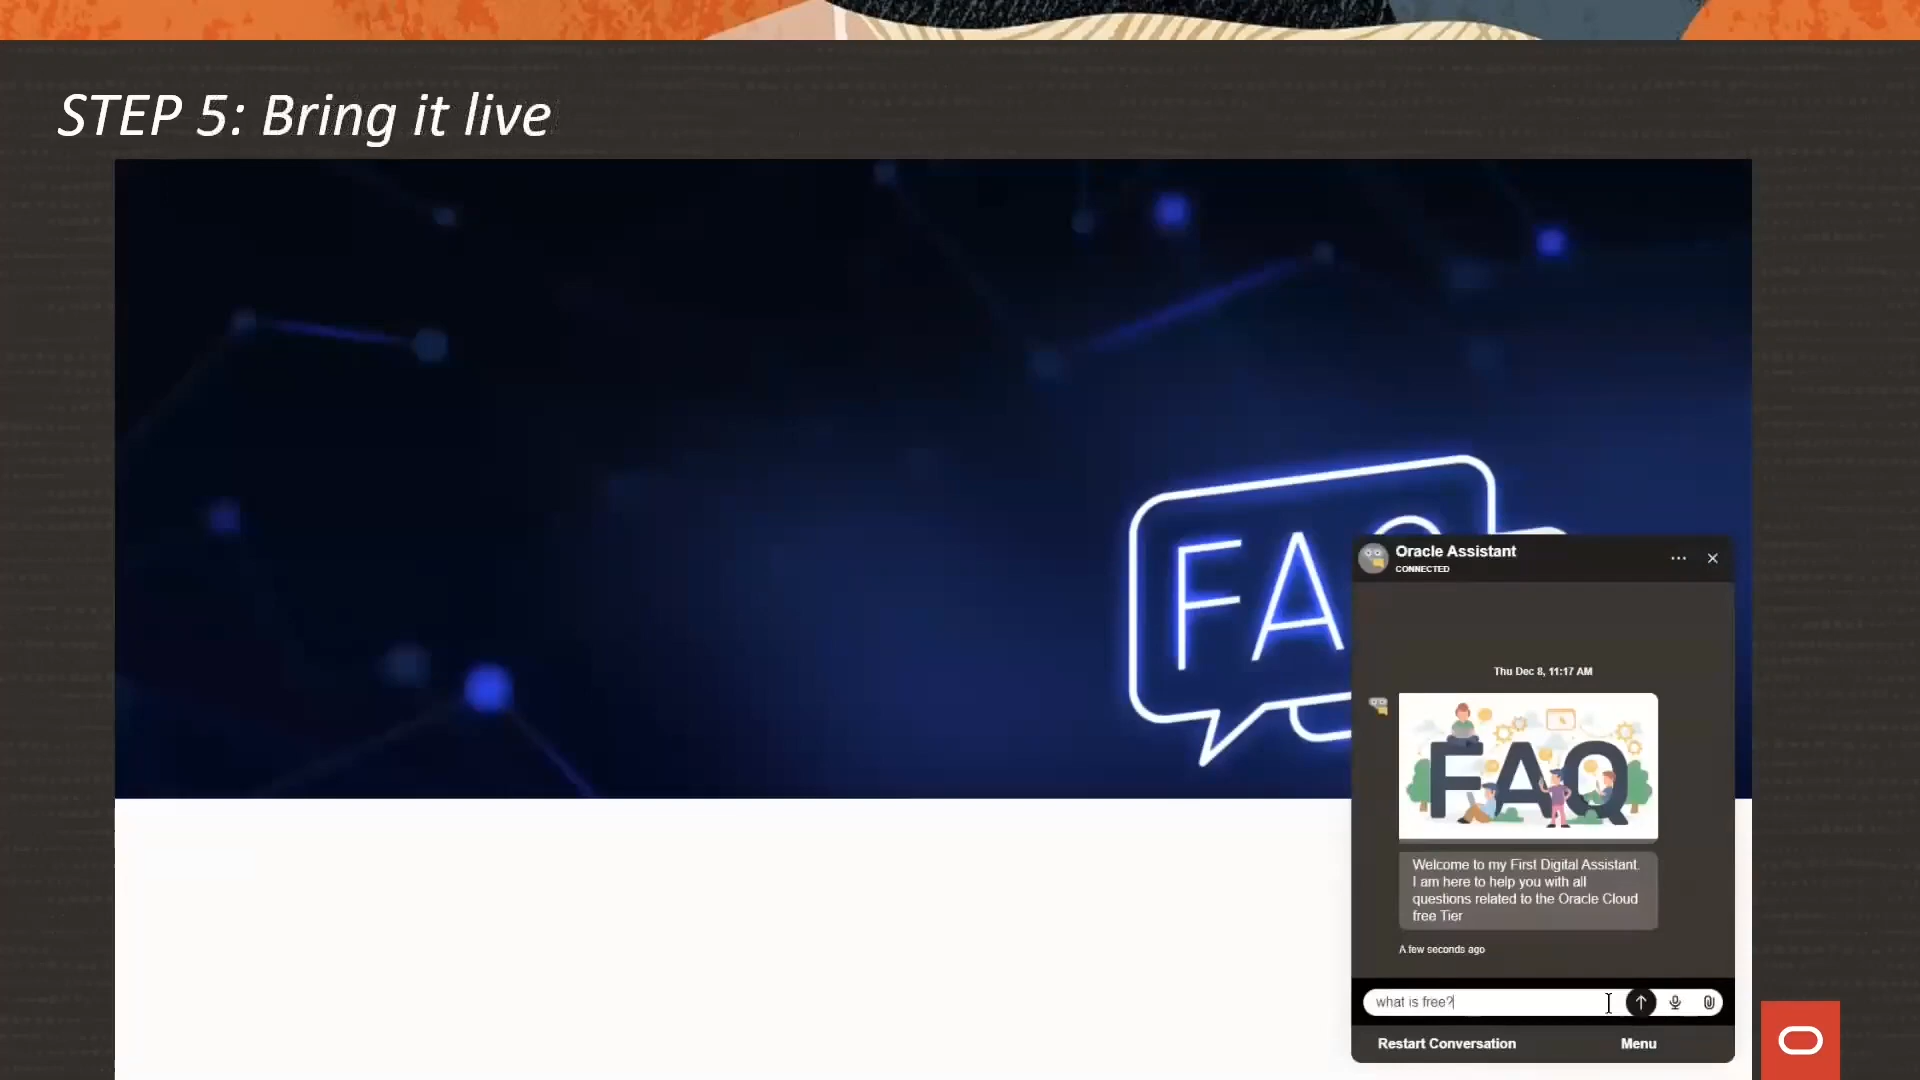 STEP 5: Bring it live
FA
Oracle Assistant
CONNECTED
Thu Dec 8, 11:17 AM
FAQ
Welcome to my First Digital Assistant.
I am here to help you with all
questions related to the Oracle Cloud
free Tier
A few seconds ago
what is free?
Restart Conversation
Menu